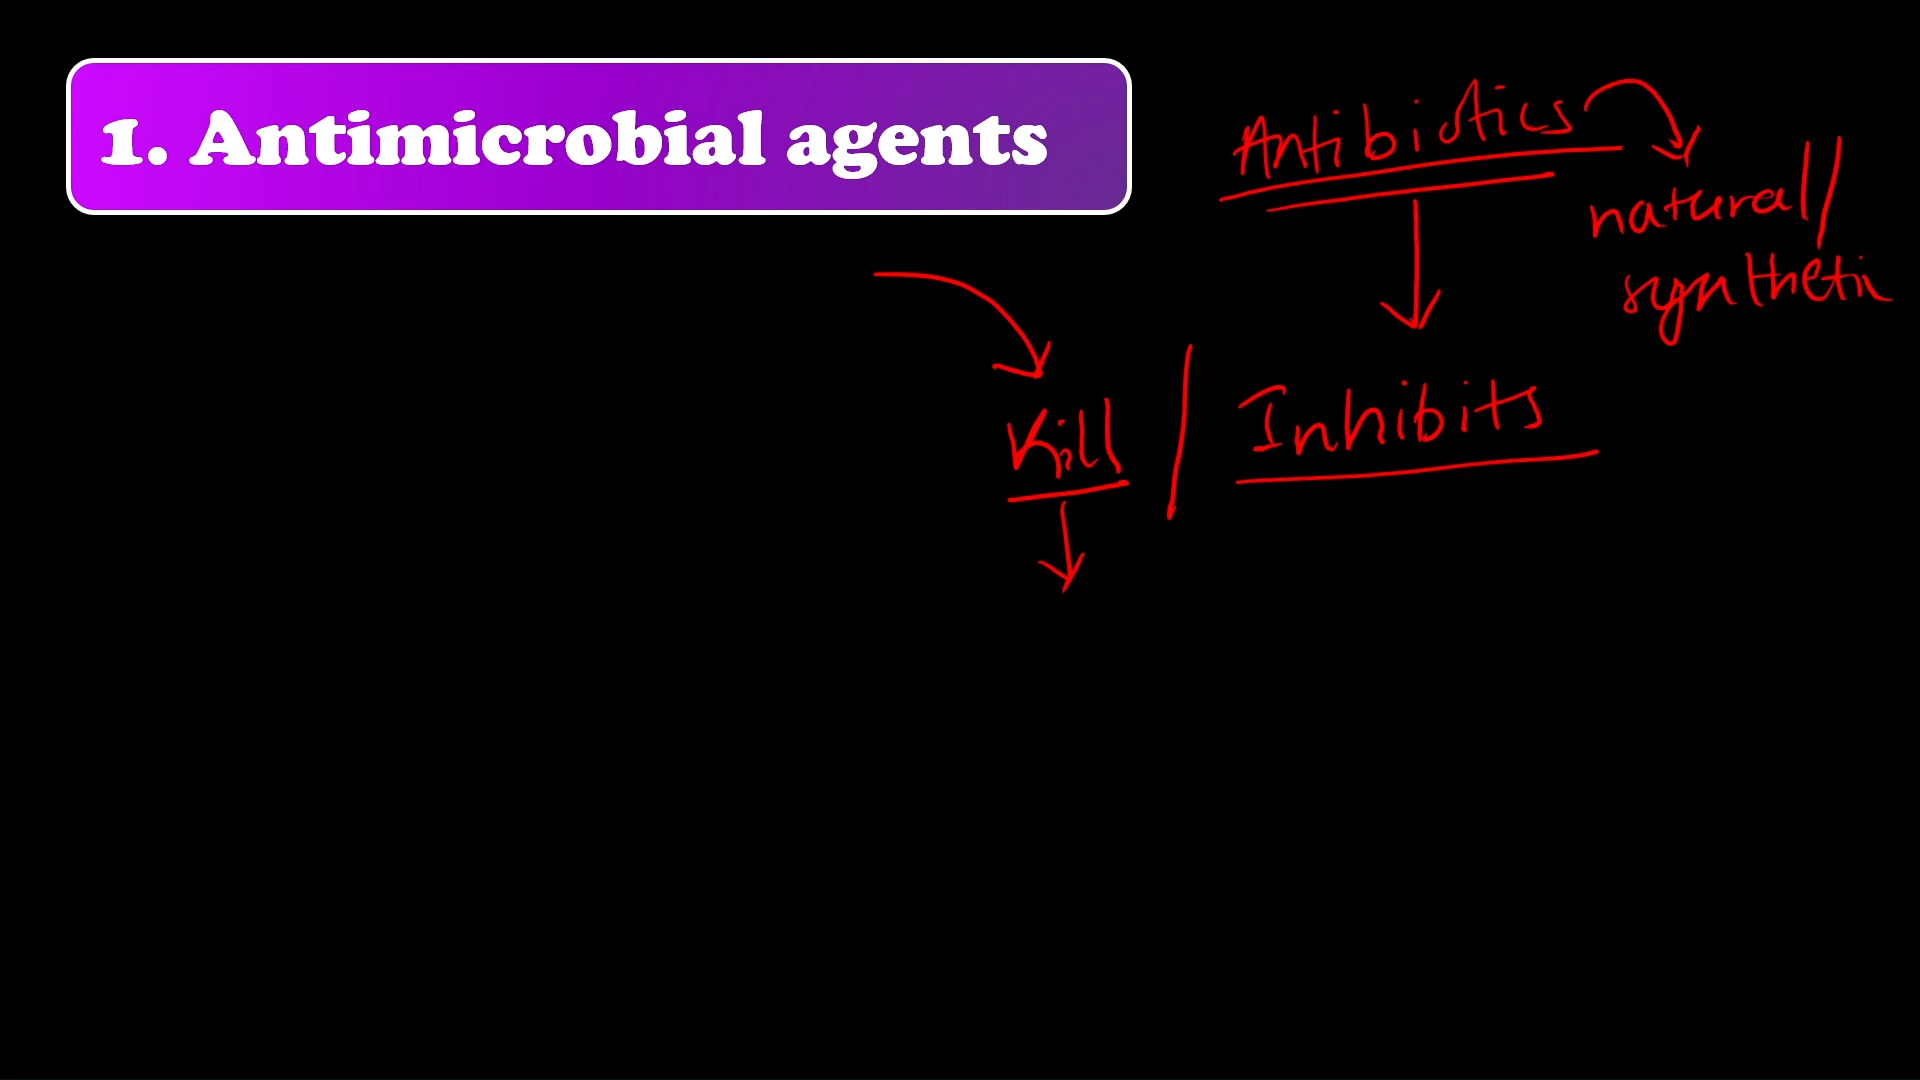 1. Antimicrobial agents
Antibiotics
natural/
synthetic
Kill / Inhibits